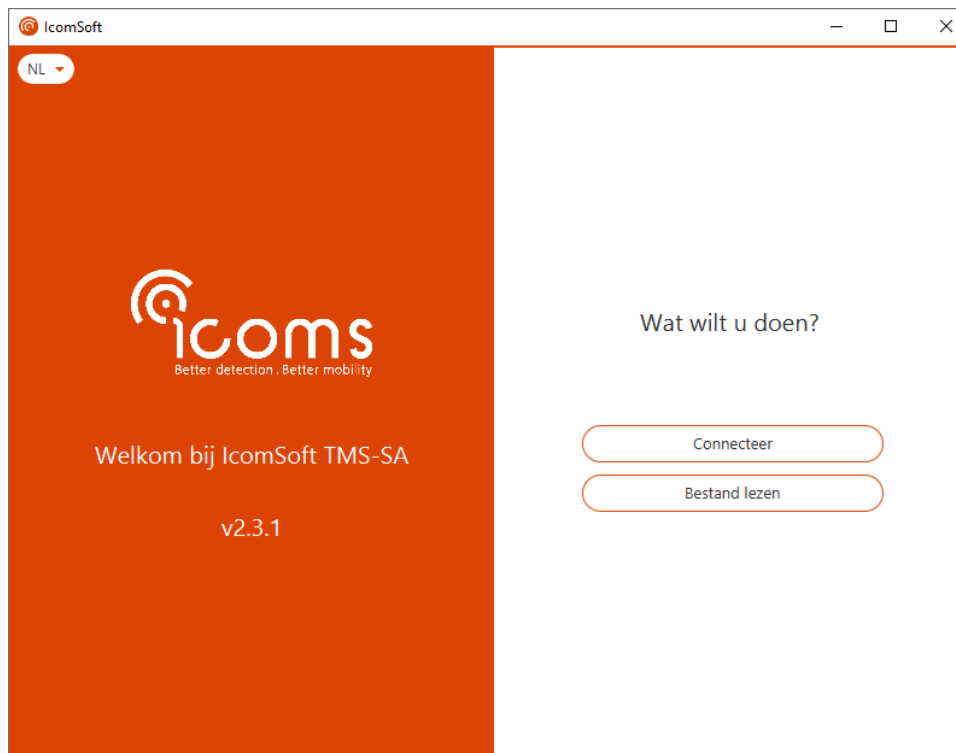 IcomSoft
NL
icoms
Better detection . Better mobility
Welkom bij IcomSoft TMS-SA
v2.3.1
Wat wilt u doen?
Connecteer
Bestand lezen